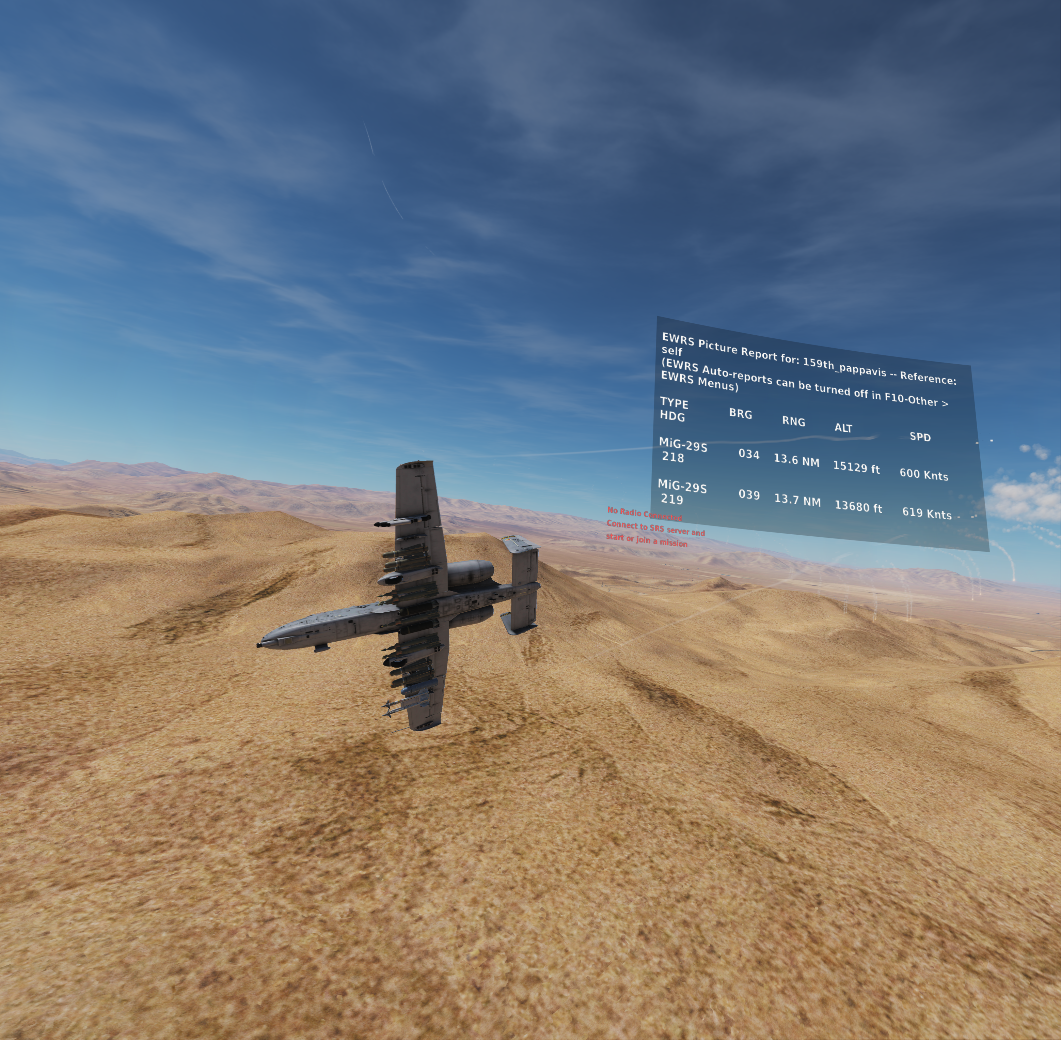 EWRS Picture Report for: 159th_pappavis -- Reference:
self
(EWRS Auto-reports can be turned off in F10-Other >
EWRS Menus)
TYPE BRG RNG ALT SPD
HDG
MiG-29S 034 13.6 NM 15129 ft 600 Knts
218
MiG-29S 039 13.7 NM 13680 ft 619 Knts
219
No Radio
Connect to SRS server and
start or join a mission